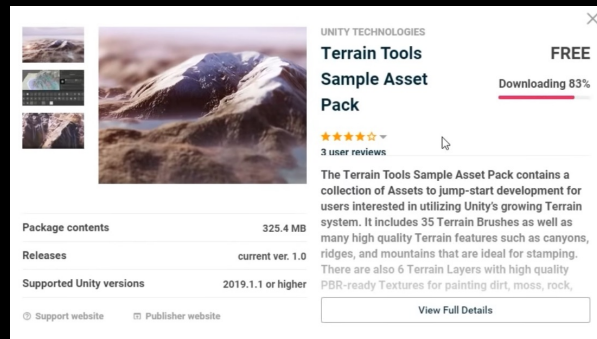 UNITY TECHNOLOGIES
Terrain Tools
Sample Asset
Pack
FREE
Downloading 83%
3 user reviews
The Terrain Tools Sample Asset Pack contains a
collection of Assets to jump-start development for
users interested in utilizing Unity's growing Terrain
system. It includes 35 Terrain Brushes as well as
many high quality Terrain features such as canyons,
ridges, and mountains that are ideal for stamping.
There are also 6 Terrain Layers with high quality
PBR-ready Textures for painting dirt, moss, rock,
View Full Details
Package contents 325.4 MB
Releases current ver. 1.0
Supported Unity versions 2019.1.1 or higher
Support website Publisher website